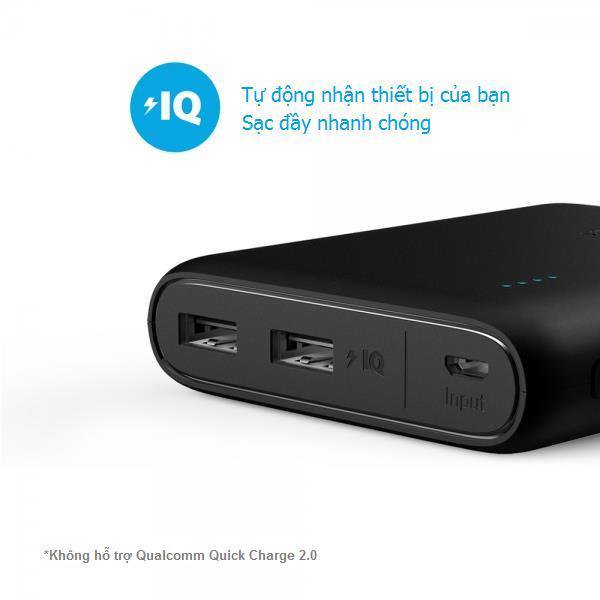 IQ
Tự động nhận thiết bị của bạn
Sạc đầy nhanh chóng
IQ
Input
*Không hỗ trợ Qualcomm Quick Charge 2.0